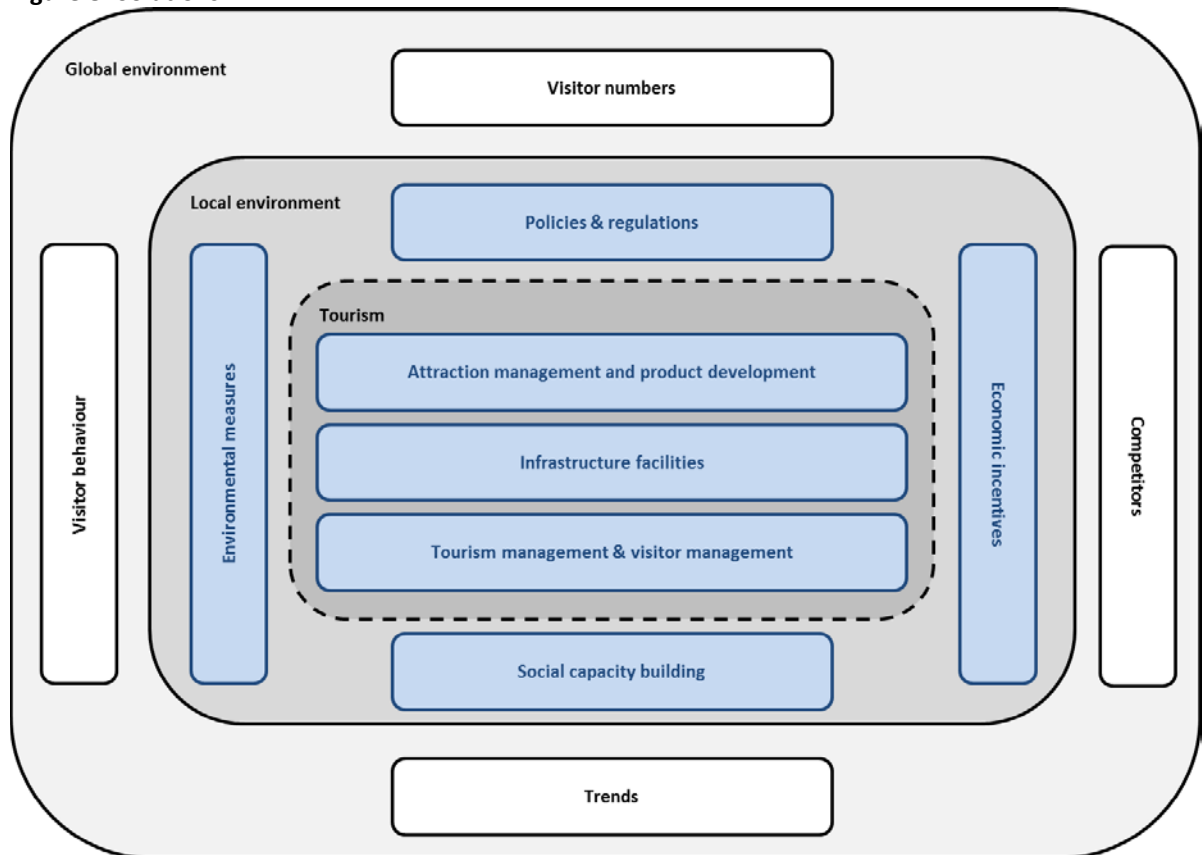 Global environment
Visitor numbers
Local environment
Policies & regulations
Visitor behaviour
Environmental measures
Tourism
Attraction management and product development
Infrastructure facilities
Tourism management & visitor management
Economic incentives
Competitors
Social capacity building
Trends